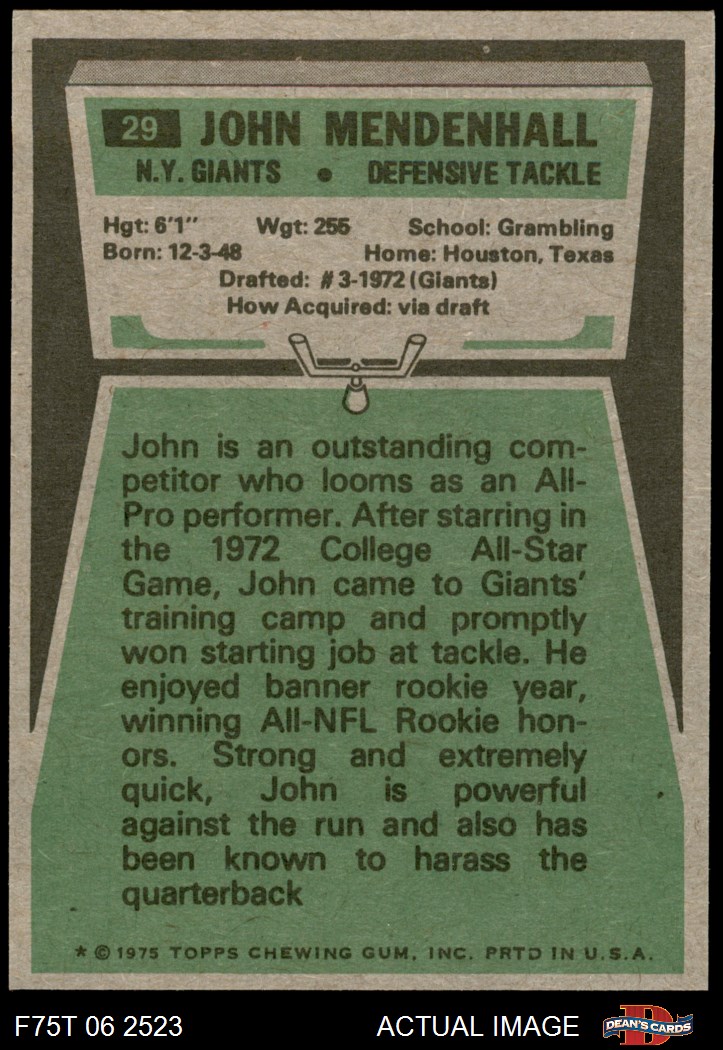 29 JOHN MENDENHALL
N.Y. GIANTS • DEFENSIVE TACKLE
Hgt: 6'1" Wgt: 255 School: Grambling
Born: 12-3-48 Home: Houston, Texas
Drafted: #3-1972 (Giants)
How Acquired: via draft
John is an outstanding com-
petitor who looms as an All-
Pro performer. After starring in
the 1972 College All-Star
Game, John came to Giants'
training camp and promptly
won starting job at tackle. He
enjoyed banner rookie year,
winning All-NFL Rookie hon-
ors. Strong and extremely
quick, John is powerful
against the run and also has
been known to harass the
quarterback
* © 1975 TOPPS CHEWING GUM, INC. PRTD IN U.S.A.
F75T 06 2523 ACTUAL IMAGE D DEAN'S CARDS